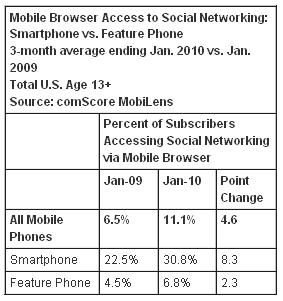 Mobile Browser Access to Social Networking:
Smartphone vs. Feature Phone
3-month average ending Jan. 2010 vs. Jan.
2009
Total U.S. Age 13+
Source: comScore MobiLens
Percent of Subscribers
Accessing Social Networking
via Mobile Browser
Jan-09 Jan-10 Point
Change
All Mobile
Phones 6.5% 11.1% 4.6
Smartphone 22.5% 30.8% 8.3
Feature Phone 4.5% 6.8% 2.3